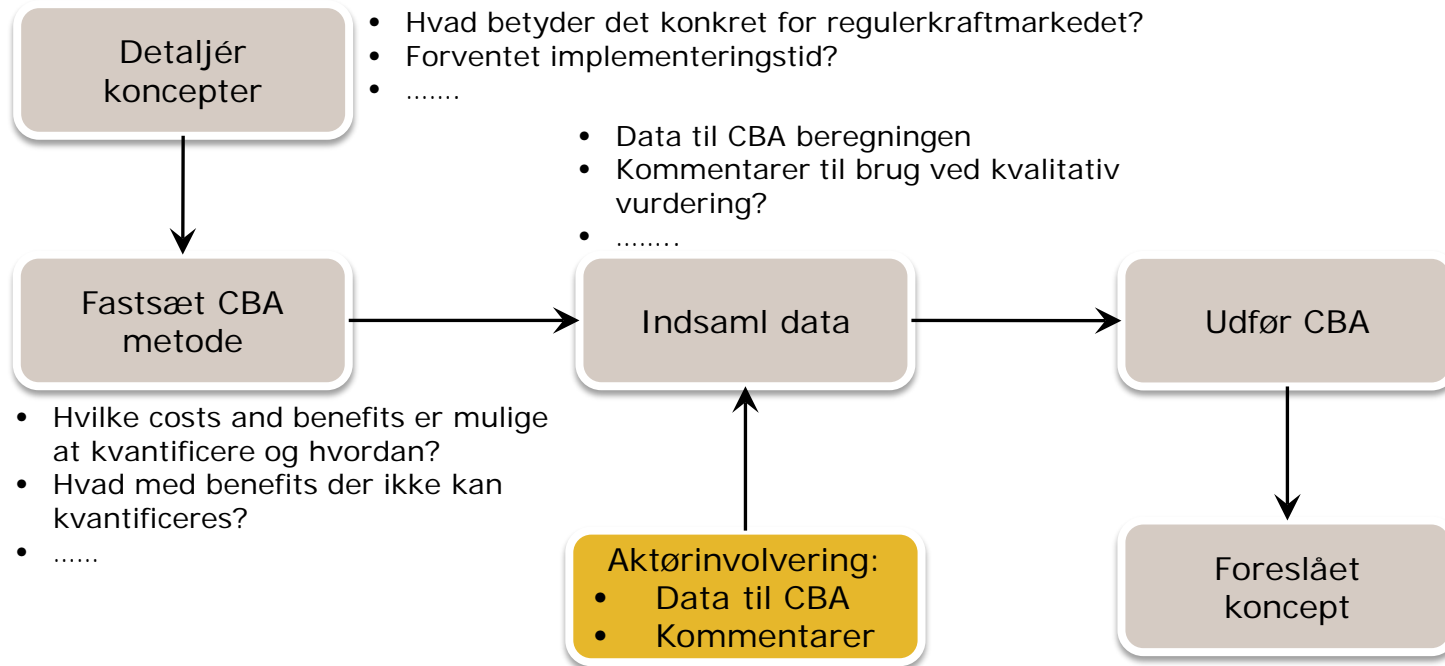 Detaljér
koncepter
• Hvad betyder det konkret for regulerkraftmarkedet?
• Forventet implementeringstid?
• .......
• Data til CBA beregningen
• Kommentarer til brug ved kvalitativ
vurdering?
• ........
Fastsæt CBA
metode
Indsaml data
Udfør CBA
• Hvilke costs and benefits er mulige
at kvantificere og hvordan?
• Hvad med benefits der ikke kan
kvantificeres?
• ......
Aktørinvolvering:
• Data til CBA
• Kommentarer
Foreslået
koncept